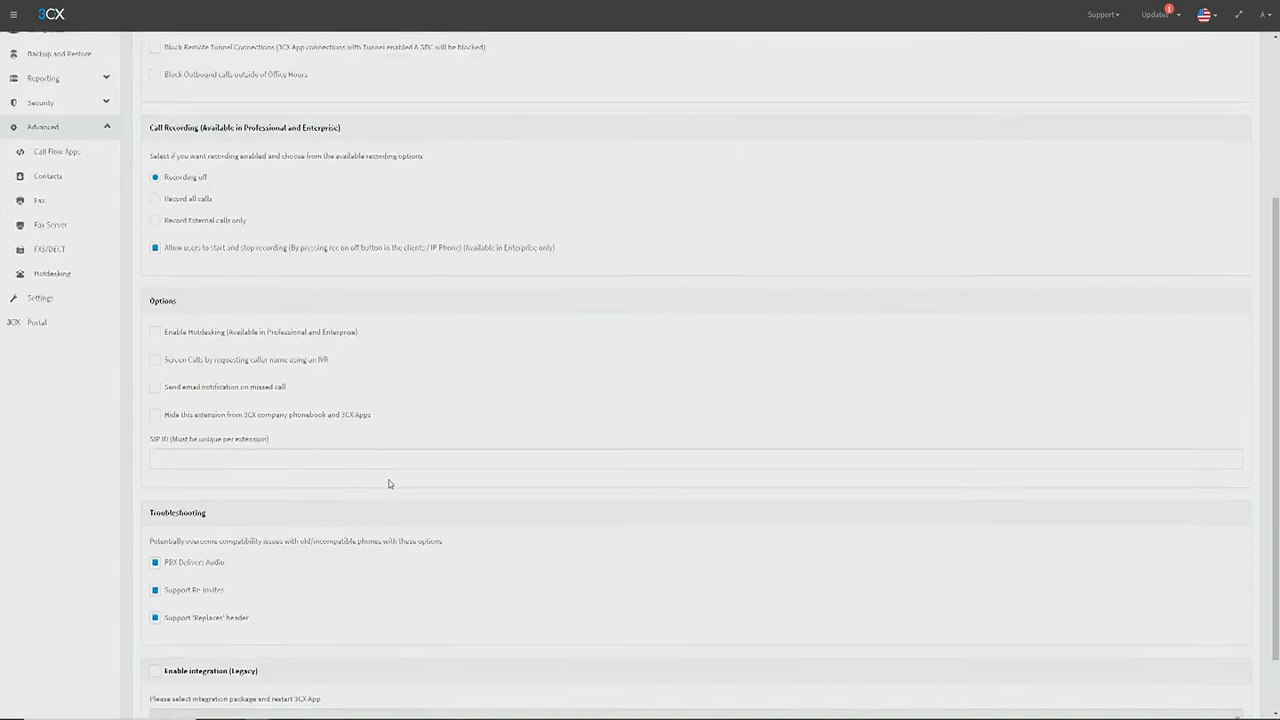 3CX
Support
Updates
1
A
Backup and Restore
Reporting
Security
Advanced
Call Flow Apps
Contacts
Fax
Fax Server
FXS/DECT
Hotdesking
Settings
3CX Portal
Block Remote Tunnel Connections (3CX App connections with Tunnel enabled & SBC will be blocked)
Block Outbound calls outside of Office Hours
Call Recording (Available in Professional and Enterprise)
Select if you want recording enabled and choose from the available recording options
Recording off
Record all calls
Record External calls only
Allow users to start and stop recording (By pressing rec on off button in the clients / IP Phone) (Available in Enterprise only)
Options
Enable Hotdesking (Available in Professional and Enterprise)
Screen Calls by requesting caller name using an IVR
Send email notification on missed call
Hide this extension from 3CX company phonebook and 3CX Apps
SIP ID (Must be unique per extension)
Troubleshooting
Potentially overcome compatibility issues with old/incompatible phones with these options
PBX Delivers Audio
Support Re-Invites
Support 'Replaces' header
Enable integration (Legacy)
Please select integration package and restart 3CX App